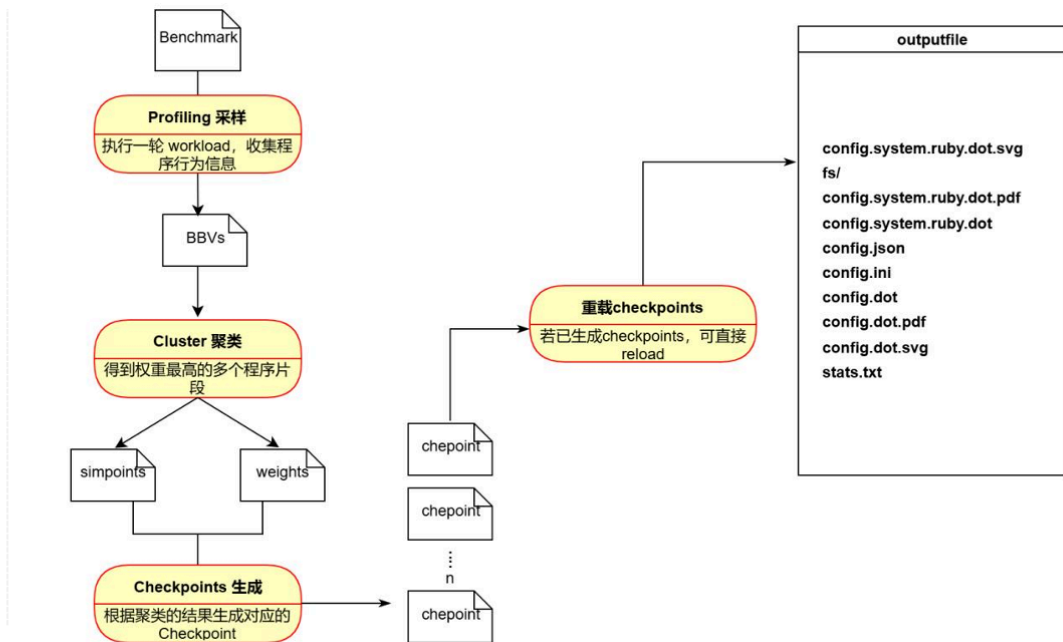 Benchmark
Profiling 采样
执行一轮 workload，收集程
序行为信息
BBVs
Cluster 聚类
得到权重最高的多个程序片
段
simpoints
weights
Checkpoints 生成
根据聚类的结果生成对应的
Checkpoint
chepoint
chepoint
n
chepoint
重载checkpoints
若已生成checkpoints，可直接
reload
outputfile
config.system.ruby.dot.svg
fs/
config.system.ruby.dot.pdf
config.system.ruby.dot
config.json
config.ini
config.dot
config.dot.pdf
config.dot.svg
stats.txt